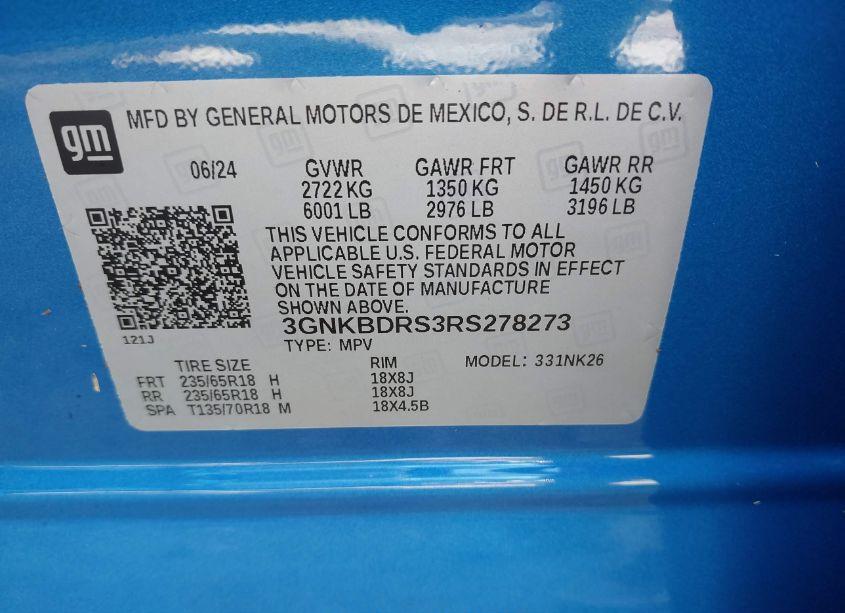 gm
MFD BY GENERAL MOTORS DE MEXICO, S. DE R.L. DE C.V.
06/24 GVWR GAWR FRT GAWR RR
2722 KG 1350 KG 1450 KG
6001 LB 2976 LB 3196 LB
THIS VEHICLE CONFORMS TO ALL
APPLICABLE U.S. FEDERAL MOTOR
VEHICLE SAFETY STANDARDS IN EFFECT
ON THE DATE OF MANUFACTURE
SHOWN ABOVE.
3GNKBDRS3RS278273
121J
TYPE: MPV
TIRE SIZE RIM MODEL: 331NK26
FRT 235/65R18 H 18X8J
RR 235/65R18 H 18X8J
SPA T135/70R18 M 18X4.5B